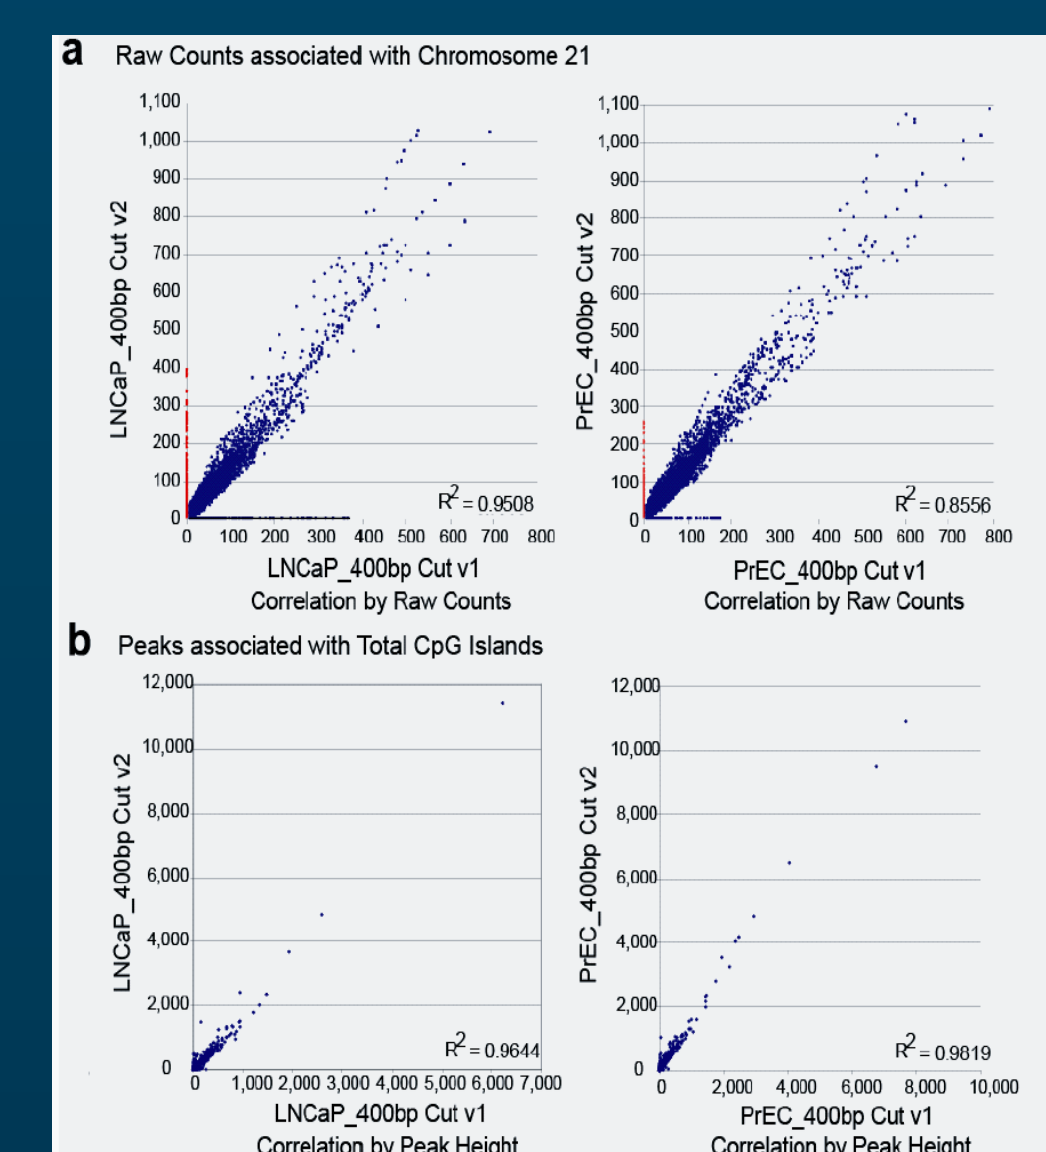 a Raw Counts associated with Chromosome 21
LNCaP_400bp Cut v2
1,100
1,000
900
800
700
600
500
400
300
200
100
0
R2 = 0.9508
0 100 200 300 400 500 600 700 800
LNCaP_400bp Cut v1
Correlation by Raw Counts
PrEC_400bp Cut v2
1,100
1,000
900
800
700
600
500
400
300
200
100
0
R2 = 0.8556
0 100 200 300 400 500 600 700 800
PrEC_400bp Cut v1
Correlation by Raw Counts
b Peaks associated with Total CpG Islands
LNCaP_400bp Cut v2
12,000
10,000
8,000
6,000
4,000
2,000
0
R2 = 0.9644
0 1,000 2,000 3,000 4,000 5,000 6,000 7,000
LNCaP_400bp Cut v1
Correlation by Peak Height
PrEC_400bp Cut v2
12,000
10,000
8,000
6,000
4,000
2,000
0
R2 = 0.9819
0 2,000 4,000 6,000 8,000 10,000
PrEC_400bp Cut v1
Correlation by Peak Height